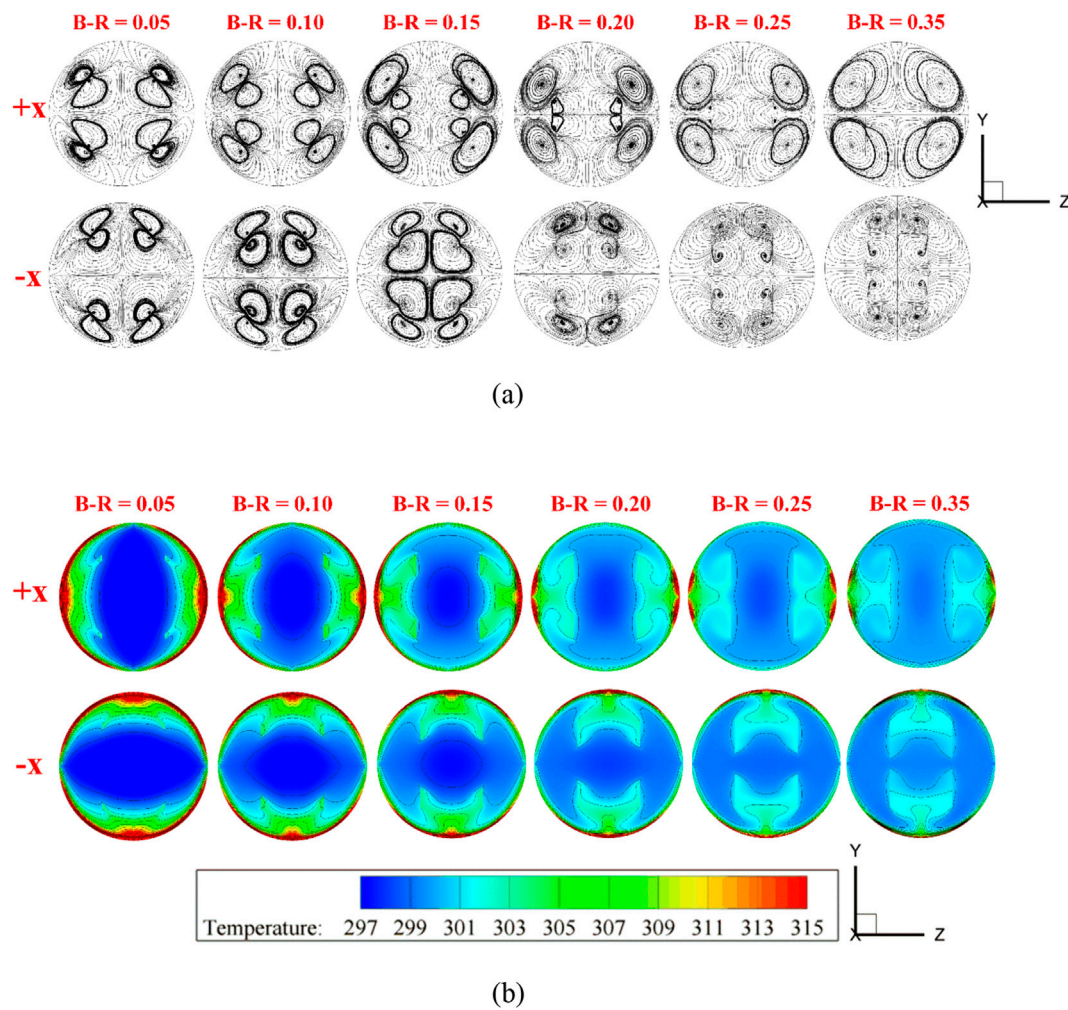 B-R = 0.05 B-R = 0.10 B-R = 0.15 B-R = 0.20 B-R = 0.25 B-R = 0.35
+x
Y
X Z
-x
(a)
B-R = 0.05 B-R = 0.10 B-R = 0.15 B-R = 0.20 B-R = 0.25 B-R = 0.35
+x
-x
Y
X Z
Temperature: 297 299 301 303 305 307 309 311 313 315
(b)